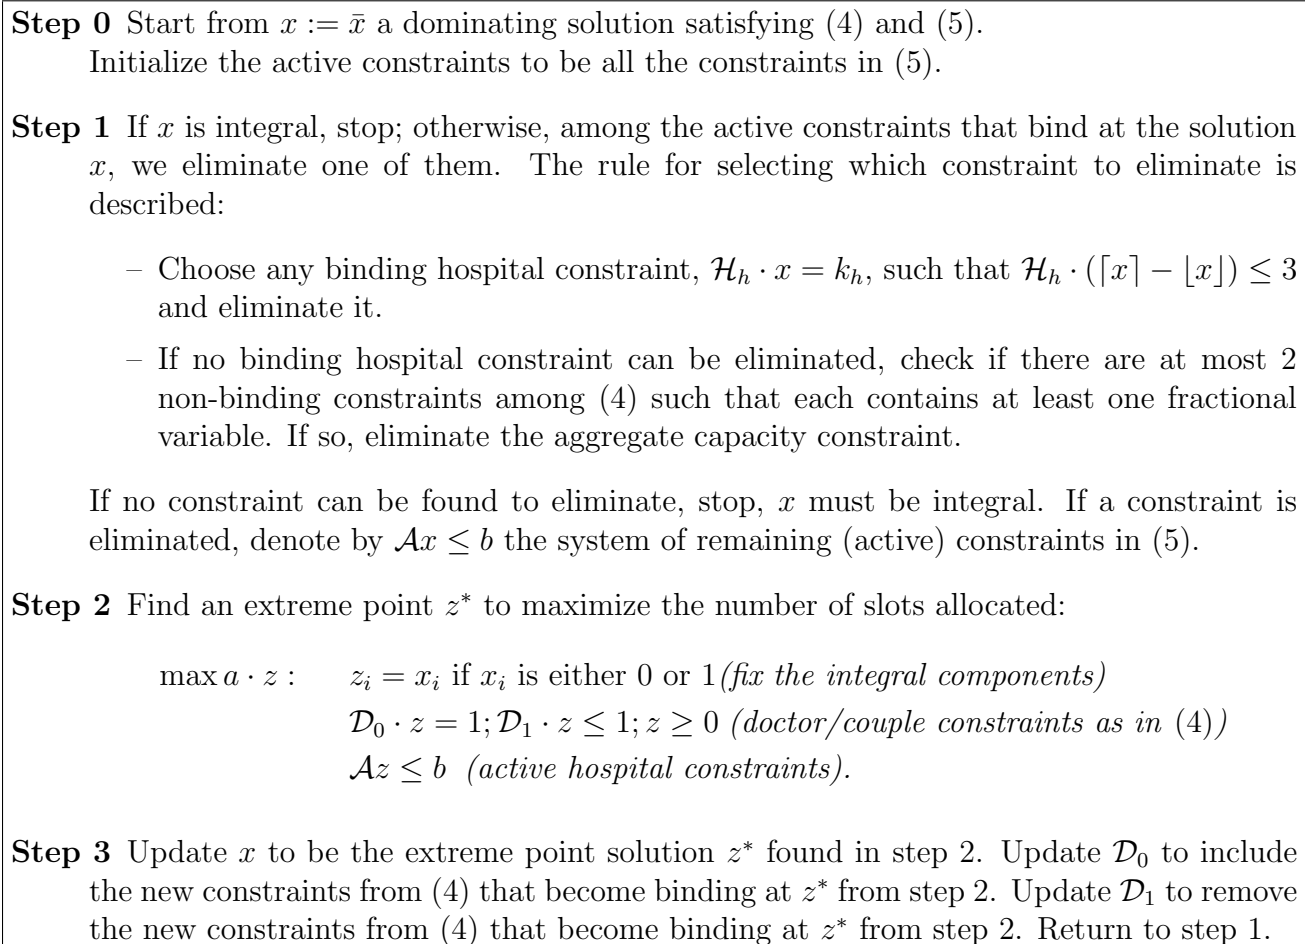 Step 0 Start from x := x̄ a dominating solution satisfying (4) and (5).
Initialize the active constraints to be all the constraints in (5).
Step 1 If x is integral, stop; otherwise, among the active constraints that bind at the solution
x, we eliminate one of them. The rule for selecting which constraint to eliminate is
described:
– Choose any binding hospital constraint, ℋₕ · x = kₕ, such that ℋₕ · (⌈x⌉ − ⌊x⌋) ≤ 3
and eliminate it.
– If no binding hospital constraint can be eliminated, check if there are at most 2
non-binding constraints among (4) such that each contains at least one fractional
variable. If so, eliminate the aggregate capacity constraint.
If no constraint can be found to eliminate, stop, x must be integral. If a constraint is
eliminated, denote by 𝒜x ≤ b the system of remaining (active) constraints in (5).
Step 2 Find an extreme point z* to maximize the number of slots allocated:
max a · z : zᵢ = xᵢ if xᵢ is either 0 or 1(fix the integral components)
𝒟₀ · z = 1; 𝒟₁ · z ≤ 1; z ≥ 0 (doctor/couple constraints as in (4))
𝒜z ≤ b (active hospital constraints).
Step 3 Update x to be the extreme point solution z* found in step 2. Update 𝒟₀ to include
the new constraints from (4) that become binding at z* from step 2. Update 𝒟₁ to remove
the new constraints from (4) that become binding at z* from step 2. Return to step 1.